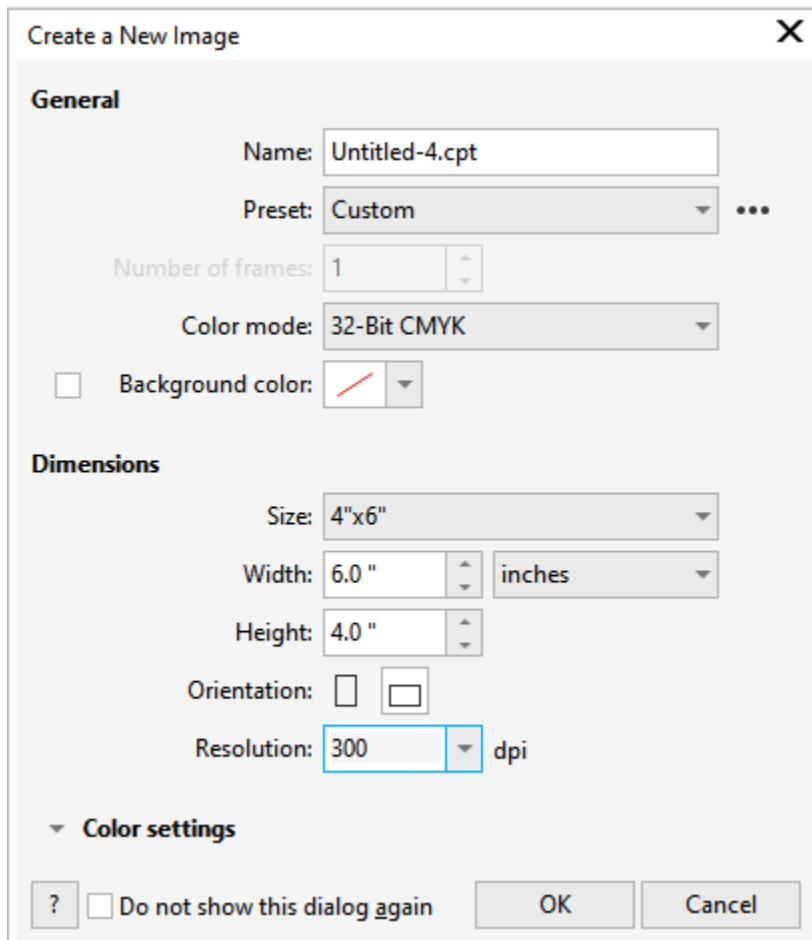 Create a New Image
General
Name: Untitled-4.cpt
Preset: Custom
Number of frames: 1
Color mode: 32-Bit CMYK
Background color:
Dimensions
Size: 4"x6"
Width: 6.0 " inches
Height: 4.0 "
Orientation:
Resolution: 300 dpi
Color settings
? Do not show this dialog again OK Cancel